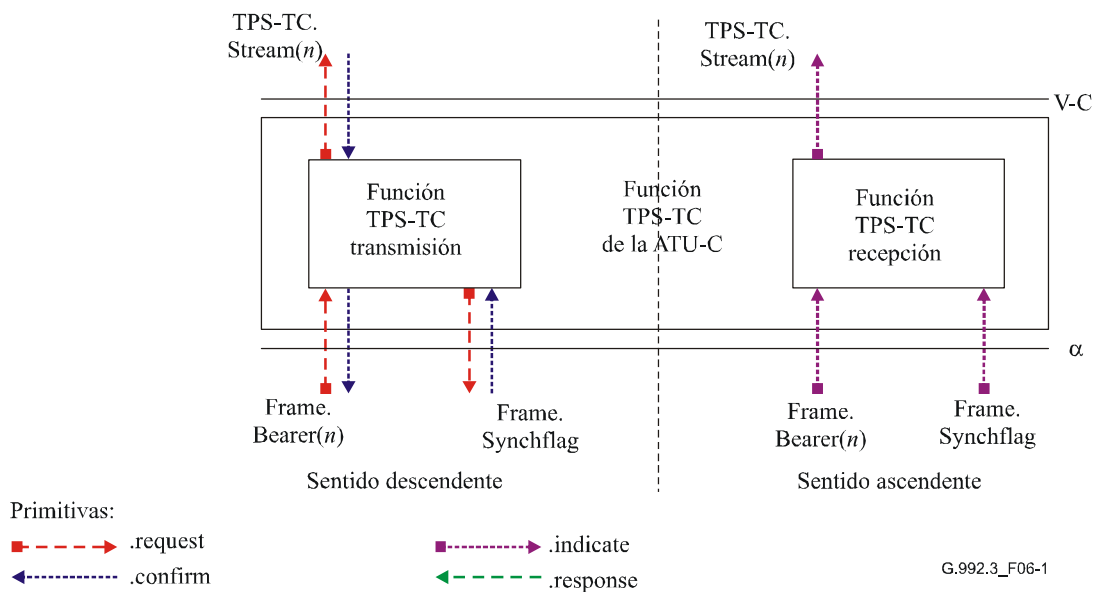 TPS-TC.
Stream(n)
TPS-TC.
Stream(n)
V-C
Función
TPS-TC
transmisión
Función
TPS-TC
de la ATU-C
Función
TPS-TC
recepción
α
Frame.
Bearer(n)
Frame.
Synchflag
Frame.
Bearer(n)
Frame.
Synchflag
Sentido descendente
Sentido ascendente
Primitivas:
.request
.confirm
.indicate
.response
G.992.3_F06-1